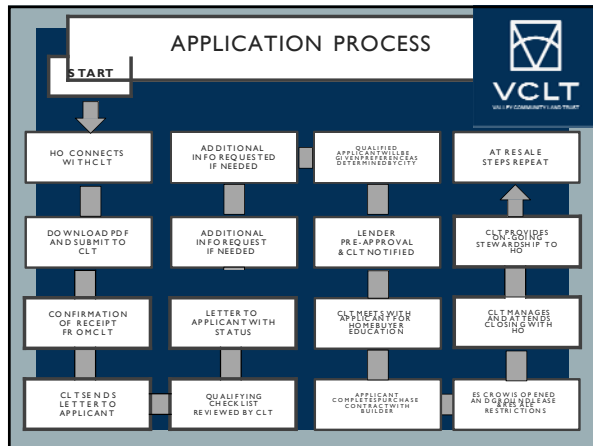 APPLICATION PROCESS
START
VCLT
VALLEY COMMUNITY LAND TRUST
HO CONNECTS
WITH CLT
DOWNLOAD PDF
AND SUBMIT TO
CLT
CONFIRMATION
OF RECEIPT
FROM CLT
CLT SENDS
LETTER TO
APPLICANT
QUALIFYING
CHECKLIST
REVIEWED BY CLT
LETTER TO
APPLICANT WITH
STATUS
ADDITIONAL
INFO REQUEST
IF NEEDED
ADDITIONAL
INFO REQUESTED
IF NEEDED
QUALIFIED
APPLICANT WILL BE
GIVEN PREFERENCE AS
DETERMINED BY CITY
LENDER
PRE-APPROVAL
& CLT NOTIFIED
CLT MEETS WITH
APPLICANT FOR
HOMEBUYER
EDUCATION
APPLICANT
COMPLETES PURCHASE
CONTRACT WITH
BUILDER
ESCROW IS OPENED
AND GROUND LEASE
& RESALE
RESTRICTIONS
CLT MANAGES
AND ATTENDS
CLOSING WITH
HO
CLT PROVIDES
ON-GOING
STEWARDSHIP TO
HO
AT RESALE
STEPS REPEAT